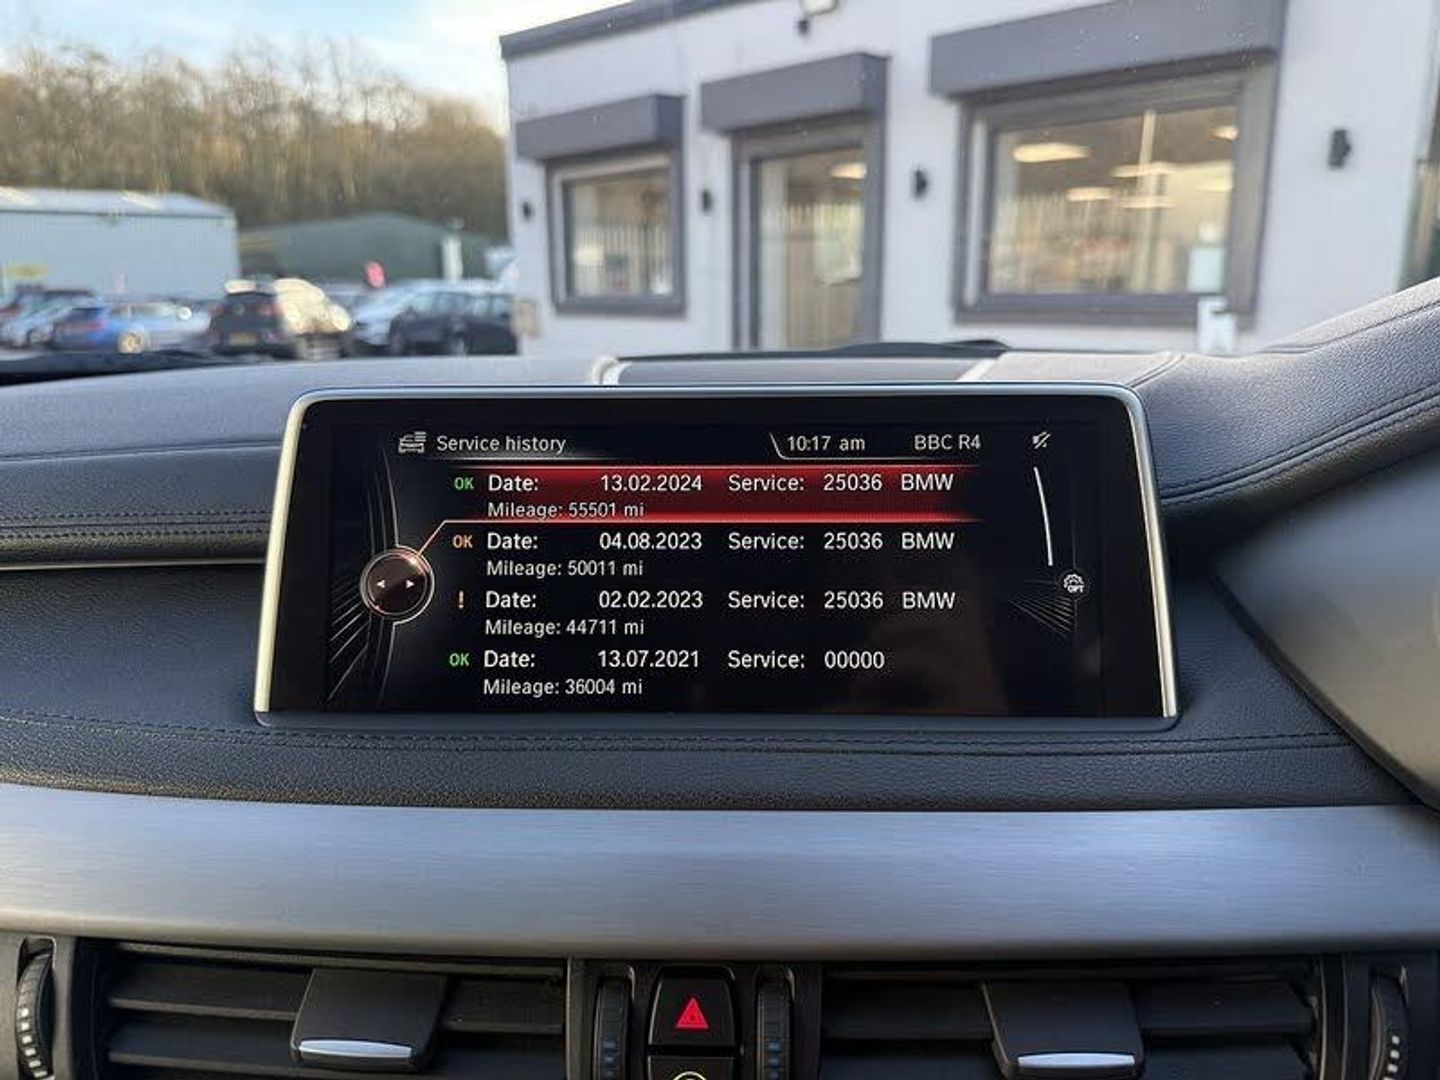 Service history 10:17 am BBC R4
OK Date: 13.02.2024 Service: 25036 BMW
Mileage: 55501 mi
OK Date: 04.08.2023 Service: 25036 BMW
Mileage: 50011 mi
! Date: 02.02.2023 Service: 25036 BMW
Mileage: 44711 mi
OK Date: 13.07.2021 Service: 00000
Mileage: 36004 mi
OPT